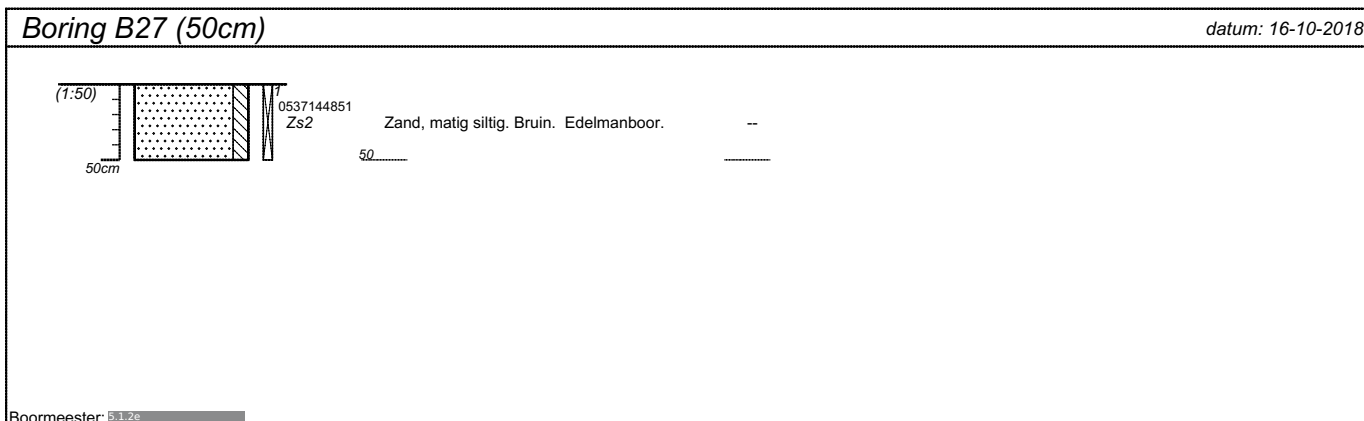 Boring B27 (50cm)
datum: 16-10-2018
(1:50)
1
0537144851
Zs2
Zand, matig siltig. Bruin. Edelmanboor.
--
50
50cm
Boormeester: 5.1.2e